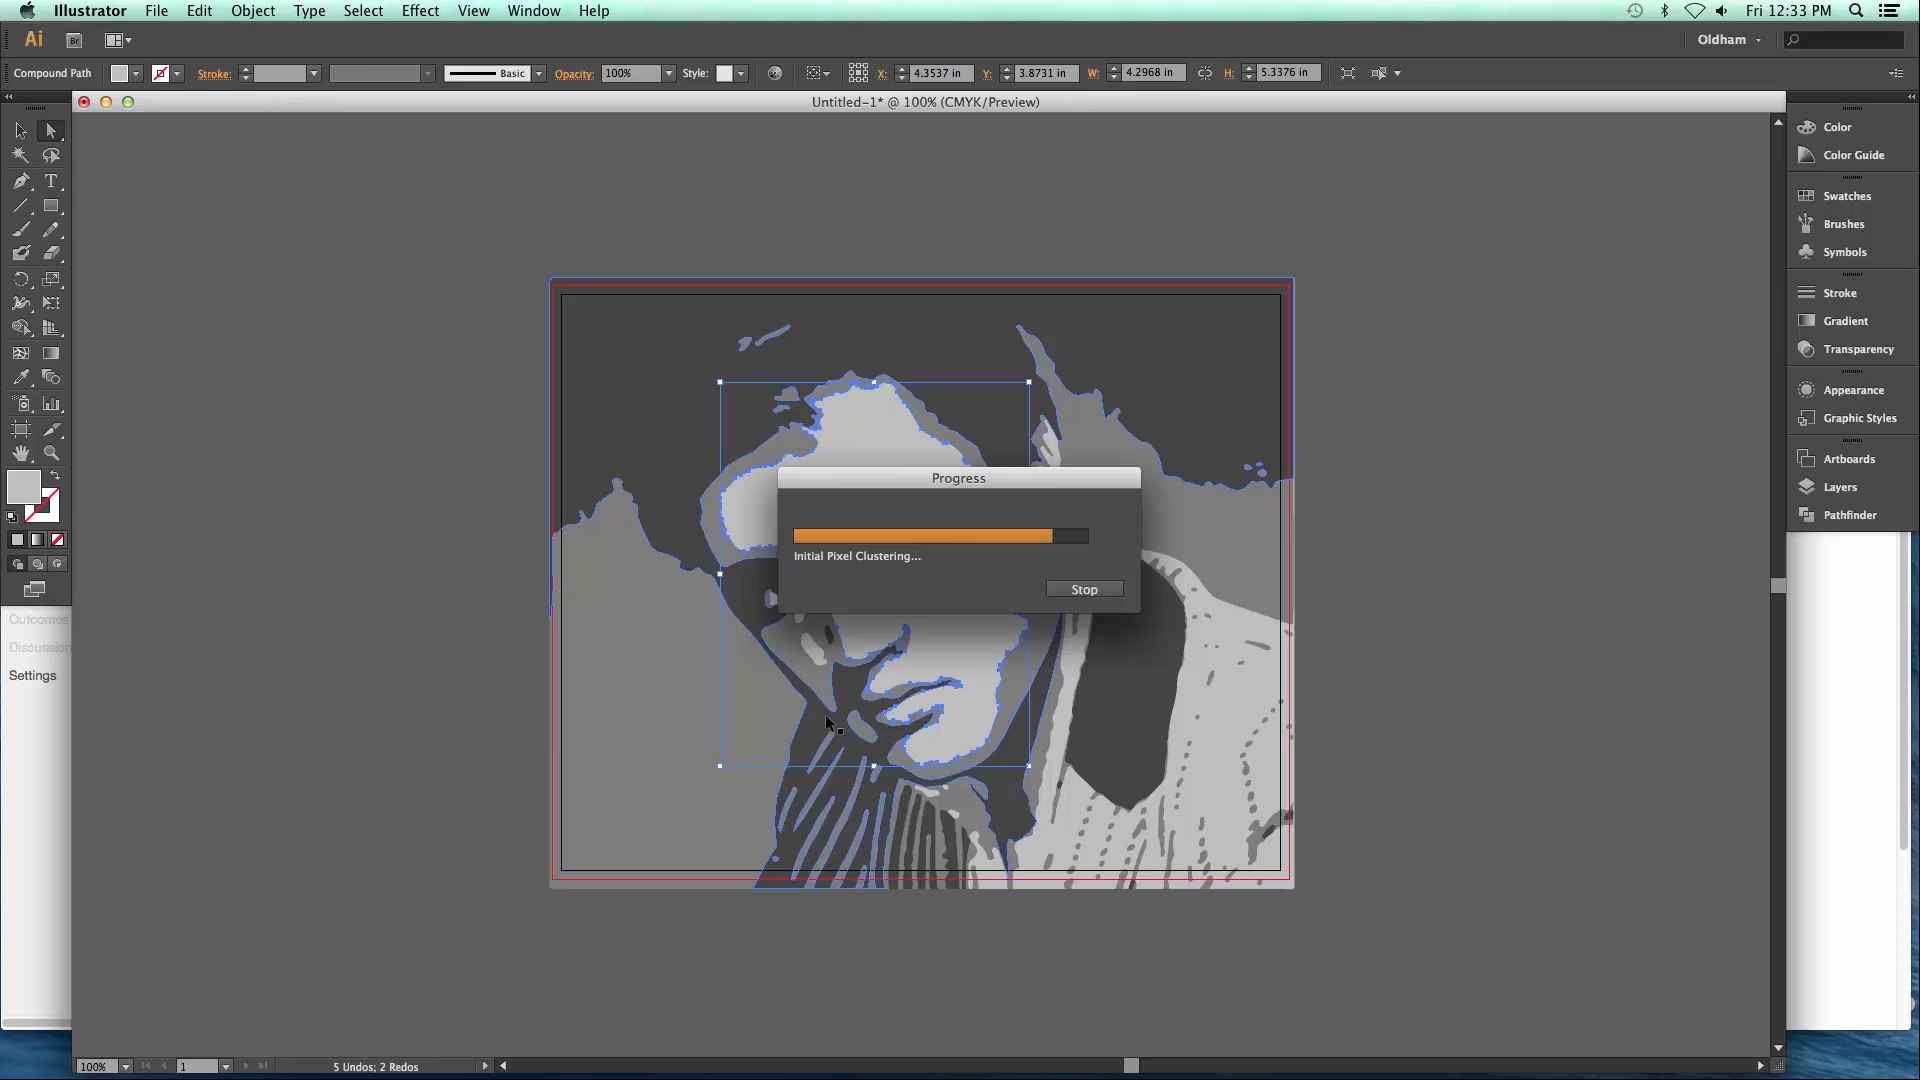 Illustrator File Edit Object Type Select Effect View Window Help Fri 12:33 PM
Ai Br Oldham
Compound Path Stroke: Basic Opacity: 100% Style: X: 4.3537 in Y: 3.8731 in W: 4.2968 in H: 5.3376 in
Untitled-1* @ 100% (CMYK/Preview)
Color
Color Guide
Swatches
Brushes
Symbols
Stroke
Gradient
Transparency
Appearance
Graphic Styles
Artboards
Layers
Pathfinder
Progress
Initial Pixel Clustering...
Stop
Outcomes
Discussion
Settings
100% 1 5 Undos; 2 Redos